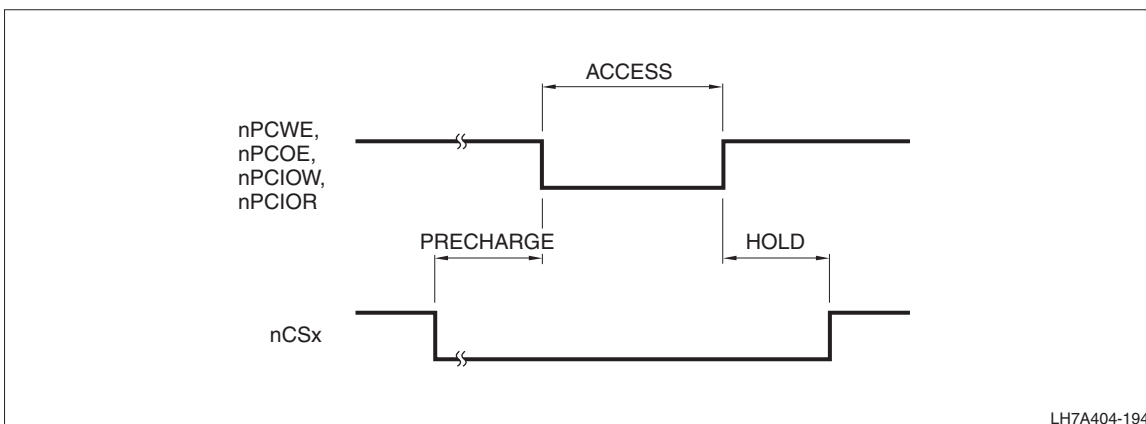 ACCESS
nPCWE,
nPCOE,
nPCIOW,
nPCIOR
PRECHARGE
HOLD
nCSx
LH7A404-194